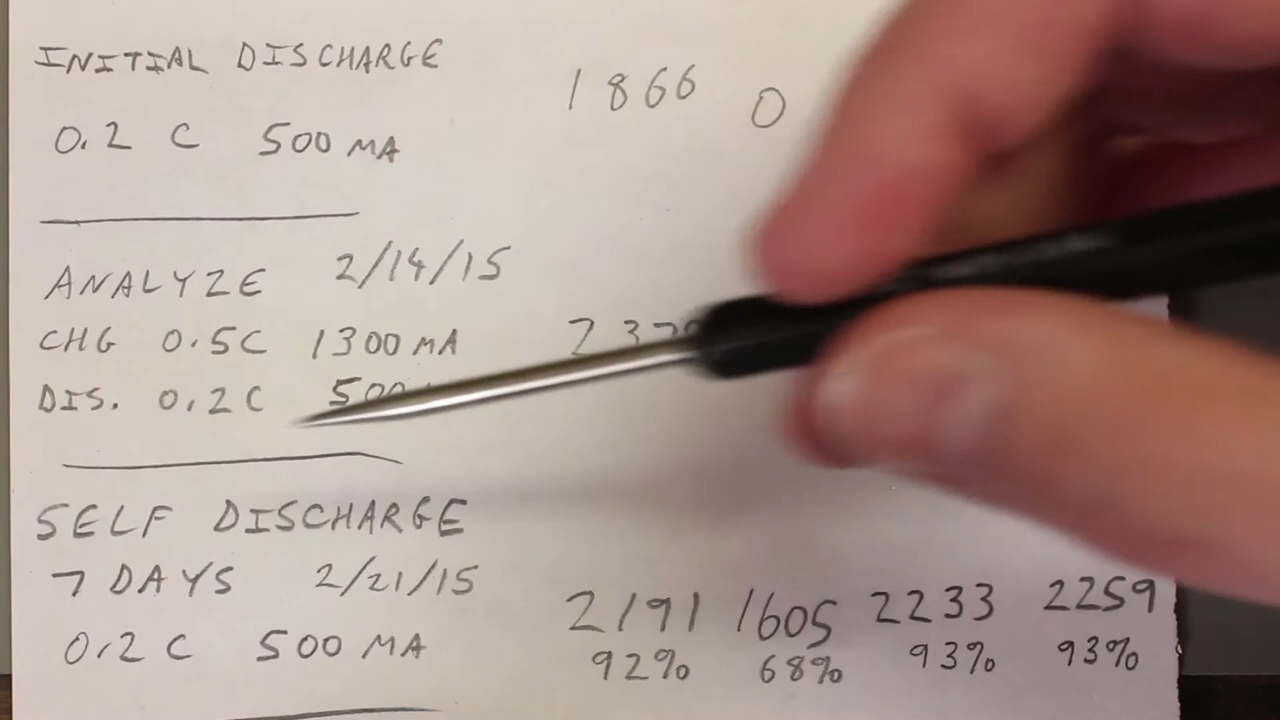 INITIAL DISCHARGE
1866 0
0.2 C 500 MA
ANALYZE 2/14/15
CHG 0.5C 1300 MA
DIS. 0.2C
SELF DISCHARGE
7 DAYS 2/21/15
2191 1605 2233 2259
0.2 C 500 MA
92% 68% 93% 93%